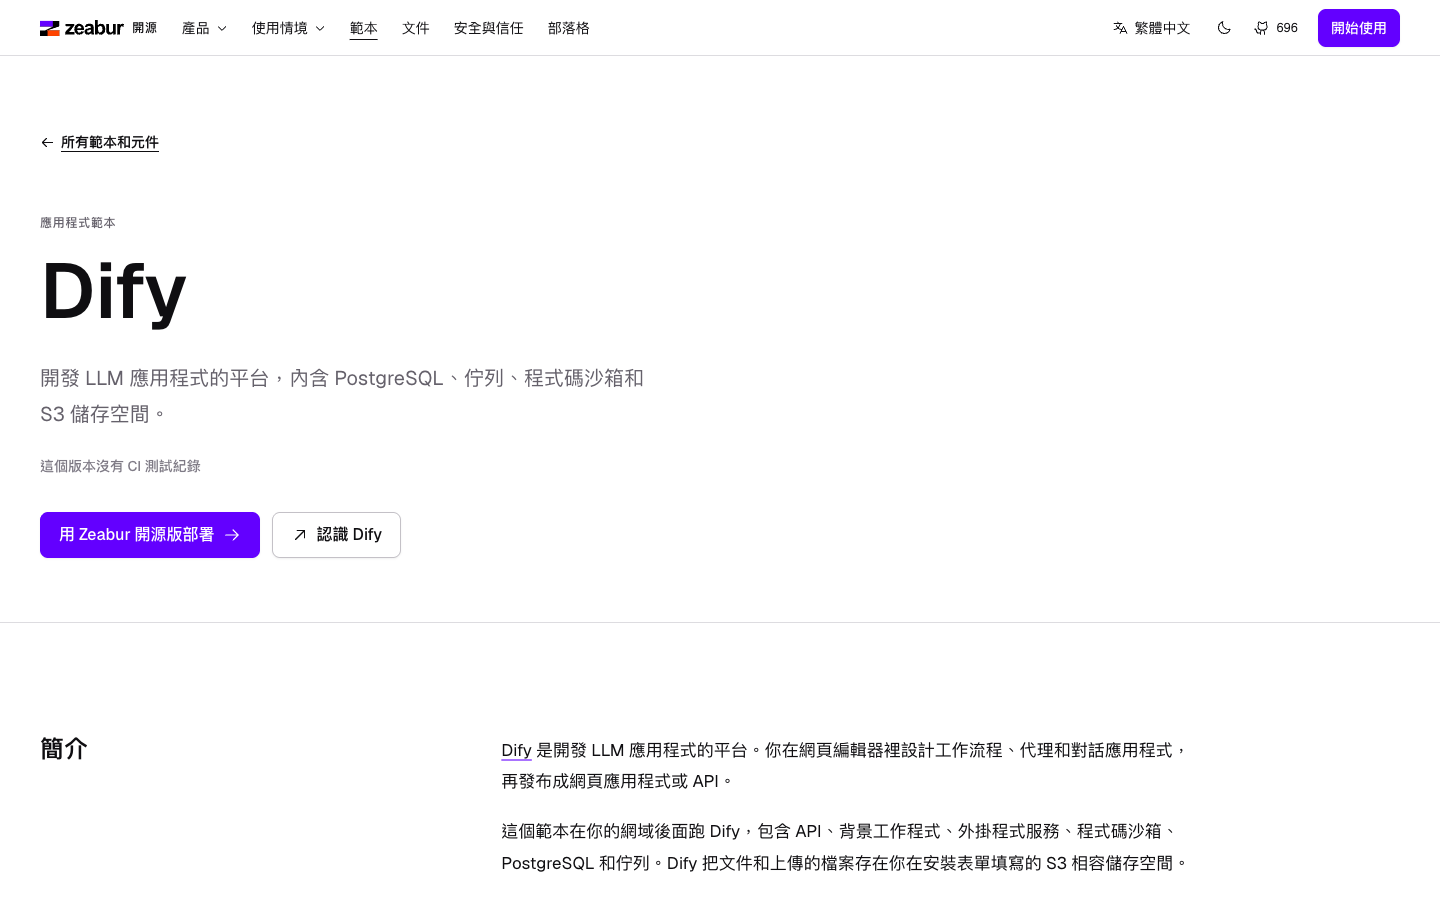 zeabur 開源 產品 使用情境 範本 文件 安全與信任 部落格 繁體中文 696 開始使用
所有範本和元件
應用程式範本
Dify
開發 LLM 應用程式的平台，內含 PostgreSQL、佇列、程式碼沙箱和
S3 儲存空間。
這個版本沒有 CI 測試紀錄
用 Zeabur 開源版部署 認識 Dify
簡介
Dify 是開發 LLM 應用程式的平台。你在網頁編輯器裡設計工作流程、代理和對話應用程式，
再發布成網頁應用程式或 API。
這個範本在你的網域後面跑 Dify，包含 API、背景工作程式、外掛程式服務、程式碼沙箱、
PostgreSQL 和佇列。Dify 把文件和上傳的檔案存在你在安裝表單填寫的 S3 相容儲存空間。